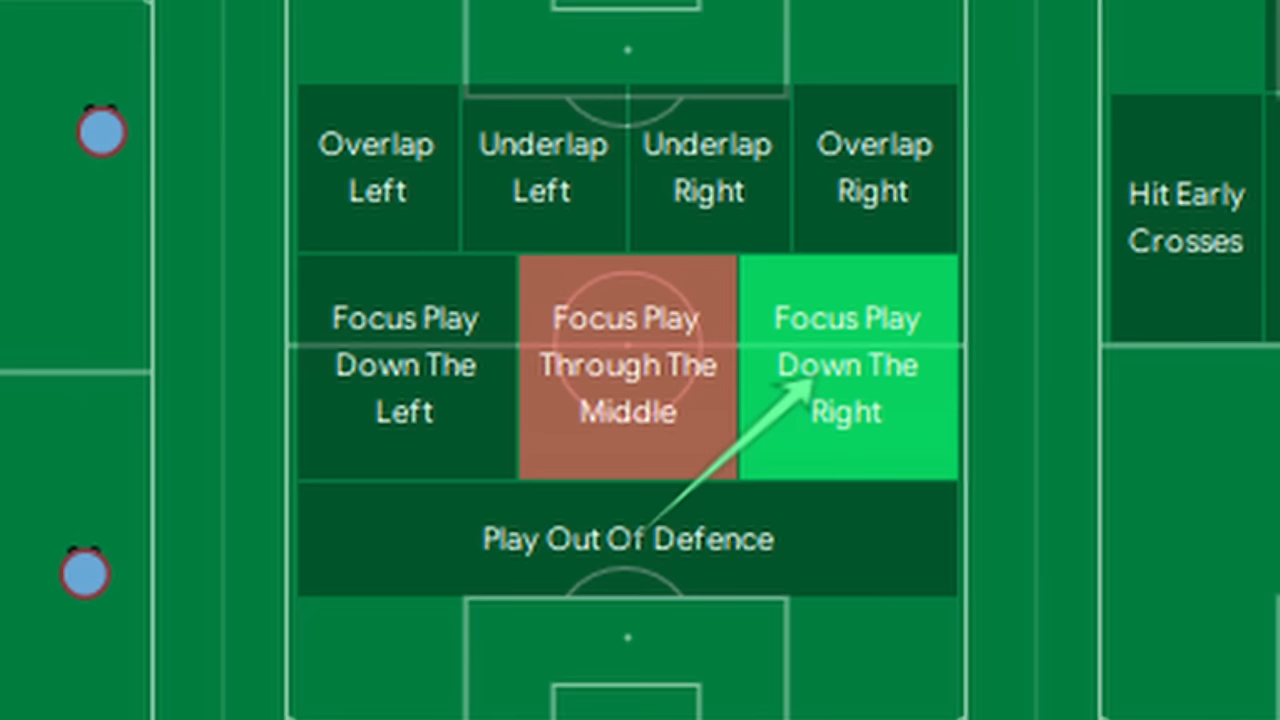 Overlap
Left
Underlap
Left
Underlap
Right
Overlap
Right
Hit Early
Crosses
Focus Play
Down The
Left
Focus Play
Through The
Middle
Focus Play
Down The
Right
Play Out Of Defence